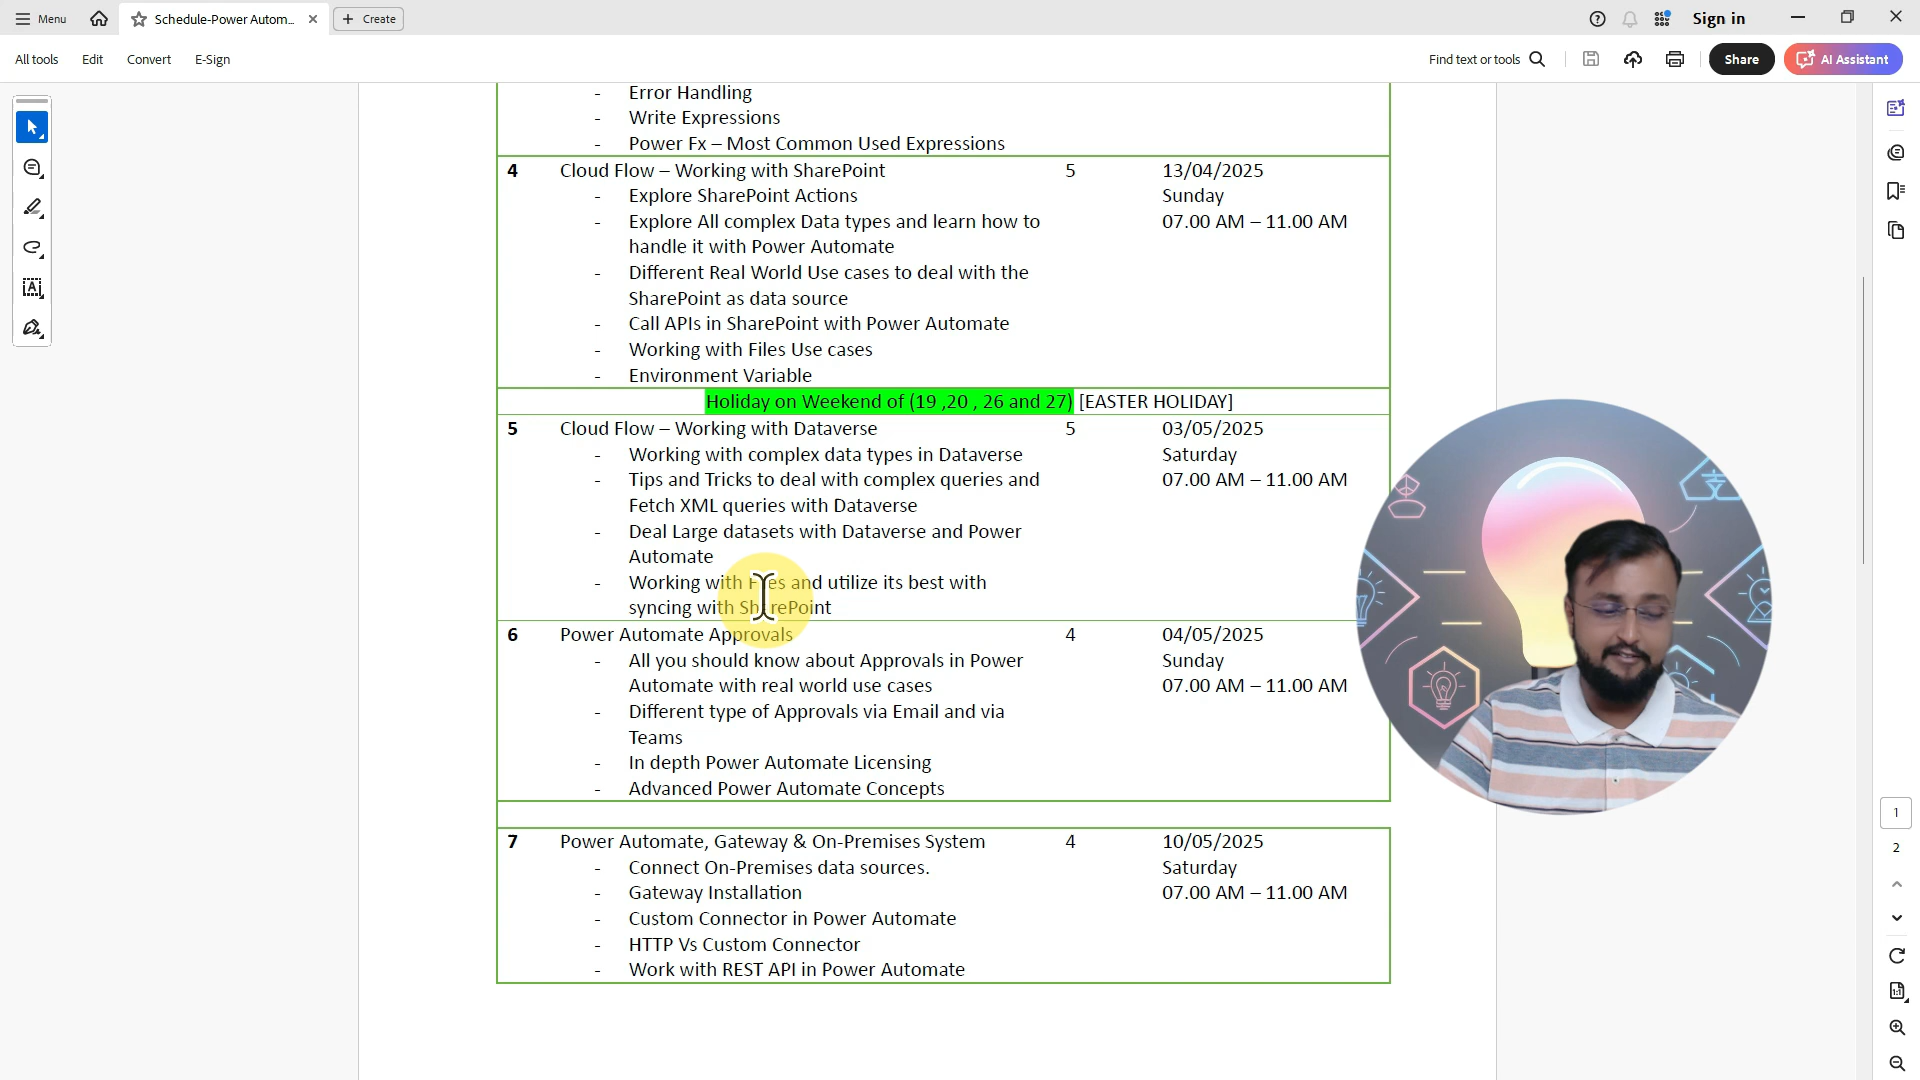 Menu
Schedule-Power Autom...
Create
Sign in
All tools
Edit
Convert
E-Sign
Find text or tools
Share
AI Assistant
- Error Handling
- Write Expressions
- Power Fx – Most Common Used Expressions
4 Cloud Flow – Working with SharePoint 5 13/04/2025
- Explore SharePoint Actions Sunday
- Explore All complex Data types and learn how to 07.00 AM – 11.00 AM
handle it with Power Automate
- Different Real World Use cases to deal with the
SharePoint as data source
- Call APIs in SharePoint with Power Automate
- Working with Files Use cases
- Environment Variable
Holiday on Weekend of (19 ,20 , 26 and 27) [EASTER HOLIDAY]
5 Cloud Flow – Working with Dataverse 5 03/05/2025
- Working with complex data types in Dataverse Saturday
- Tips and Tricks to deal with complex queries and 07.00 AM – 11.00 AM
Fetch XML queries with Dataverse
- Deal Large datasets with Dataverse and Power
Automate
- Working with Files and utilize its best with
syncing with SharePoint
6 Power Automate Approvals 4 04/05/2025
- All you should know about Approvals in Power Sunday
Automate with real world use cases 07.00 AM – 11.00 AM
- Different type of Approvals via Email and via
Teams
- In depth Power Automate Licensing
- Advanced Power Automate Concepts
7 Power Automate, Gateway & On-Premises System 4 10/05/2025
- Connect On-Premises data sources. Saturday
- Gateway Installation 07.00 AM – 11.00 AM
- Custom Connector in Power Automate
- HTTP Vs Custom Connector
- Work with REST API in Power Automate
1
2